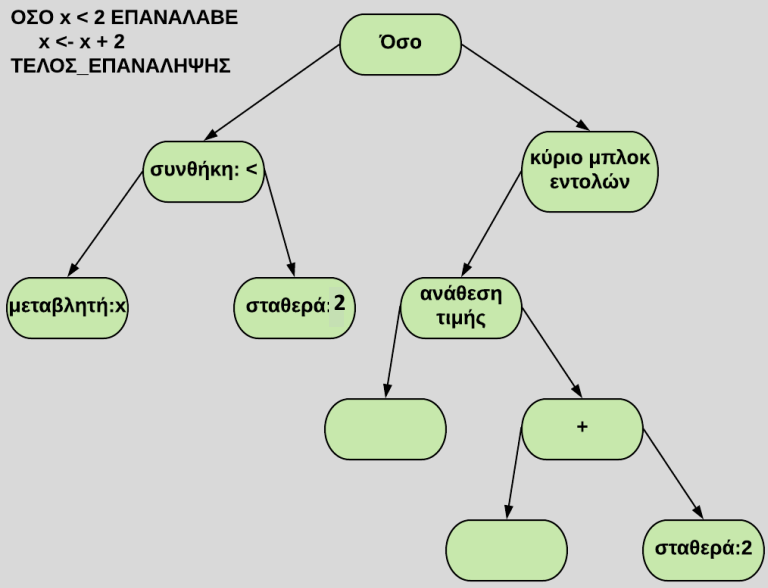 ΟΣΟ x < 2 ΕΠΑΝΑΛΑΒΕ
x <- x + 2
ΤΕΛΟΣ_ΕΠΑΝΑΛΗΨΗΣ
Όσο
συνθήκη: <
κύριο μπλοκ
εντολών
μεταβλητή:x
σταθερά: 2
ανάθεση
τιμής
+
σταθερά:2